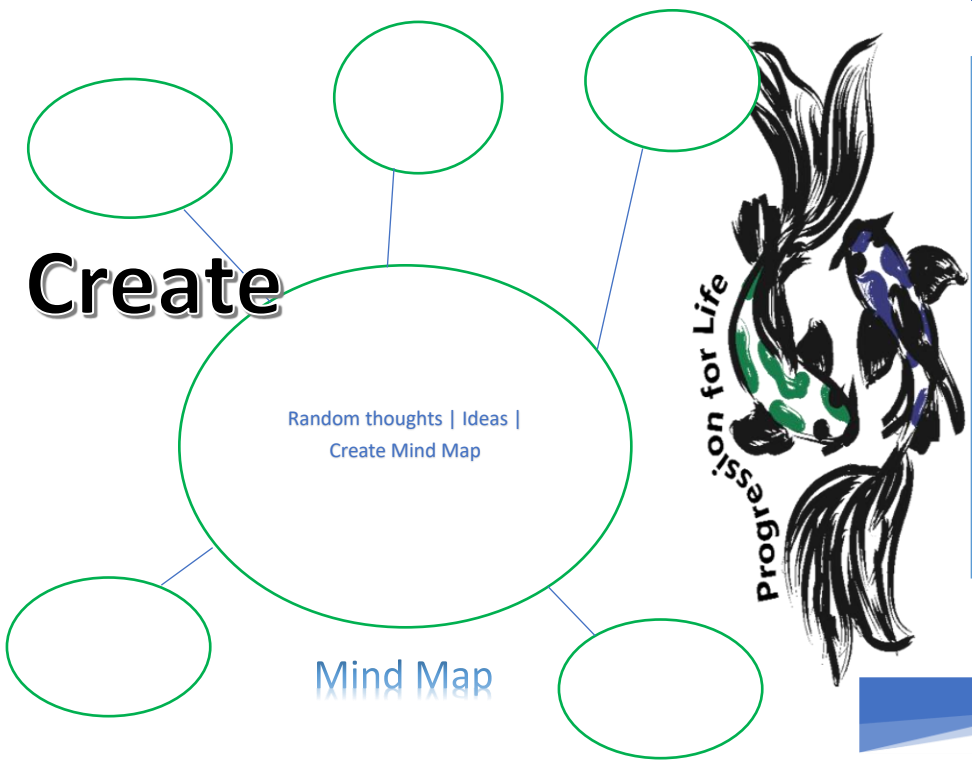 Create
Random thoughts | Ideas |
Create Mind Map
Mind Map
Progression for Life